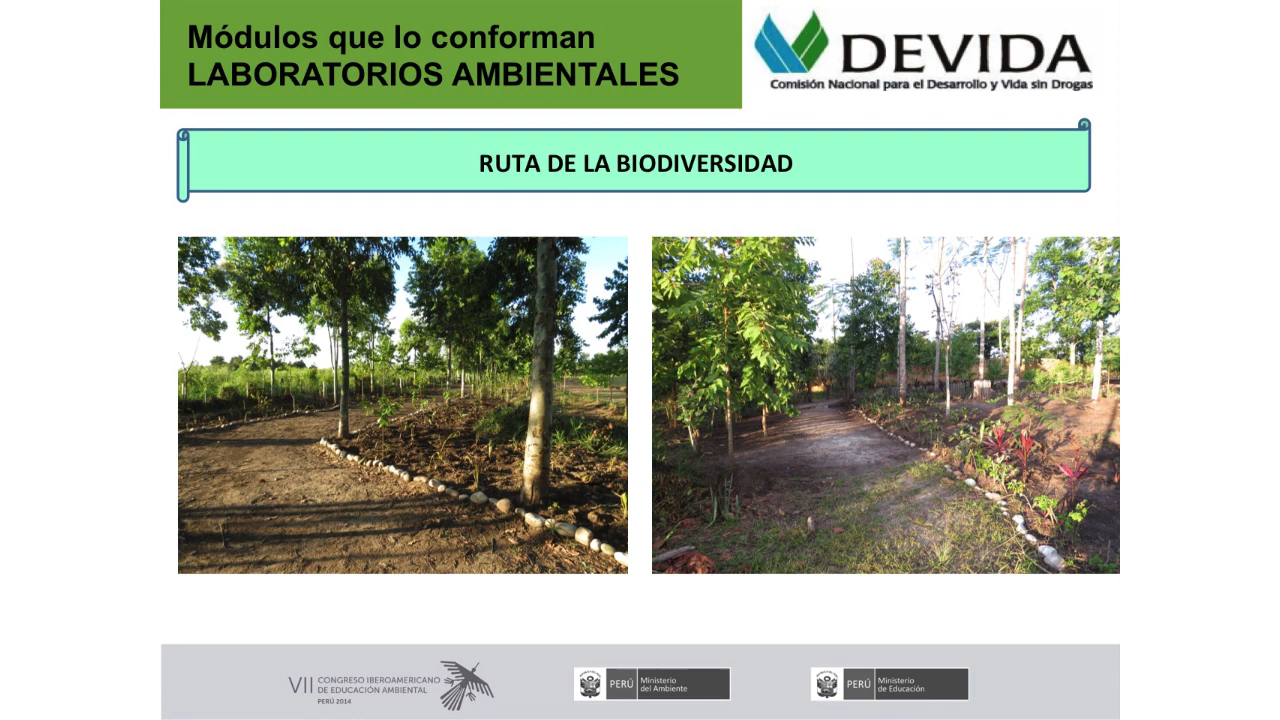 Módulos que lo conforman
LABORATORIOS AMBIENTALES
DEVIDA
Comisión Nacional para el Desarrollo y Vida sin Drogas
RUTA DE LA BIODIVERSIDAD
VII CONGRESO IBEROAMERICANO
DE EDUCACIÓN AMBIENTAL
PERÚ 2014
PERÚ Ministerio
del Ambiente
PERÚ Ministerio
de Educación